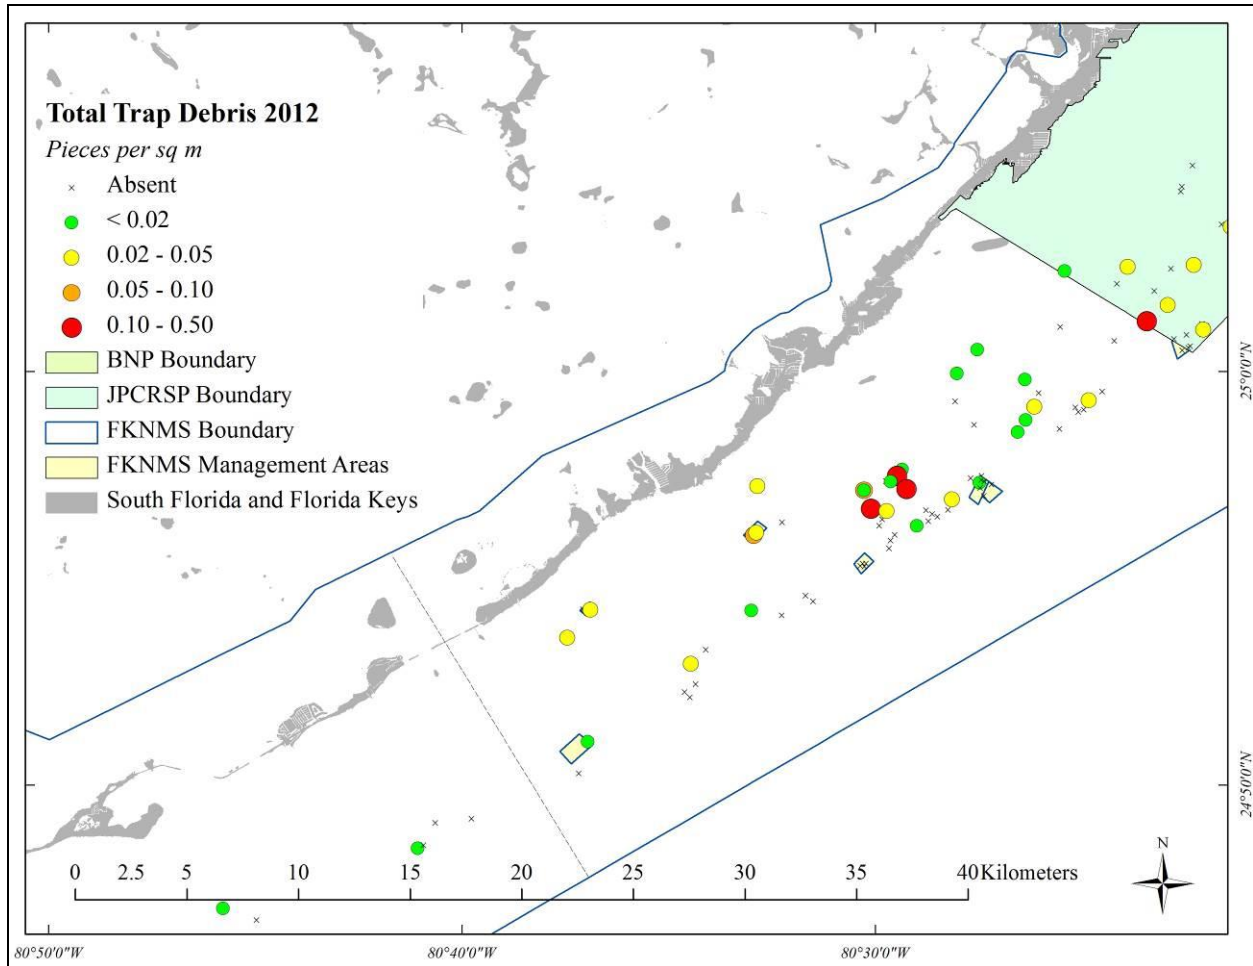 Total Trap Debris 2012
Pieces per sq m
Absent
< 0.02
0.02 - 0.05
0.05 - 0.10
0.10 - 0.50
BNP Boundary
JPCRSP Boundary
FKNMS Boundary
FKNMS Management Areas
South Florida and Florida Keys
25°0'0"N
24°50'0"N
N
0 2.5 5 10 15 20 25 30 35 40 Kilometers
80°50'0"W 80°40'0"W 80°30'0"W